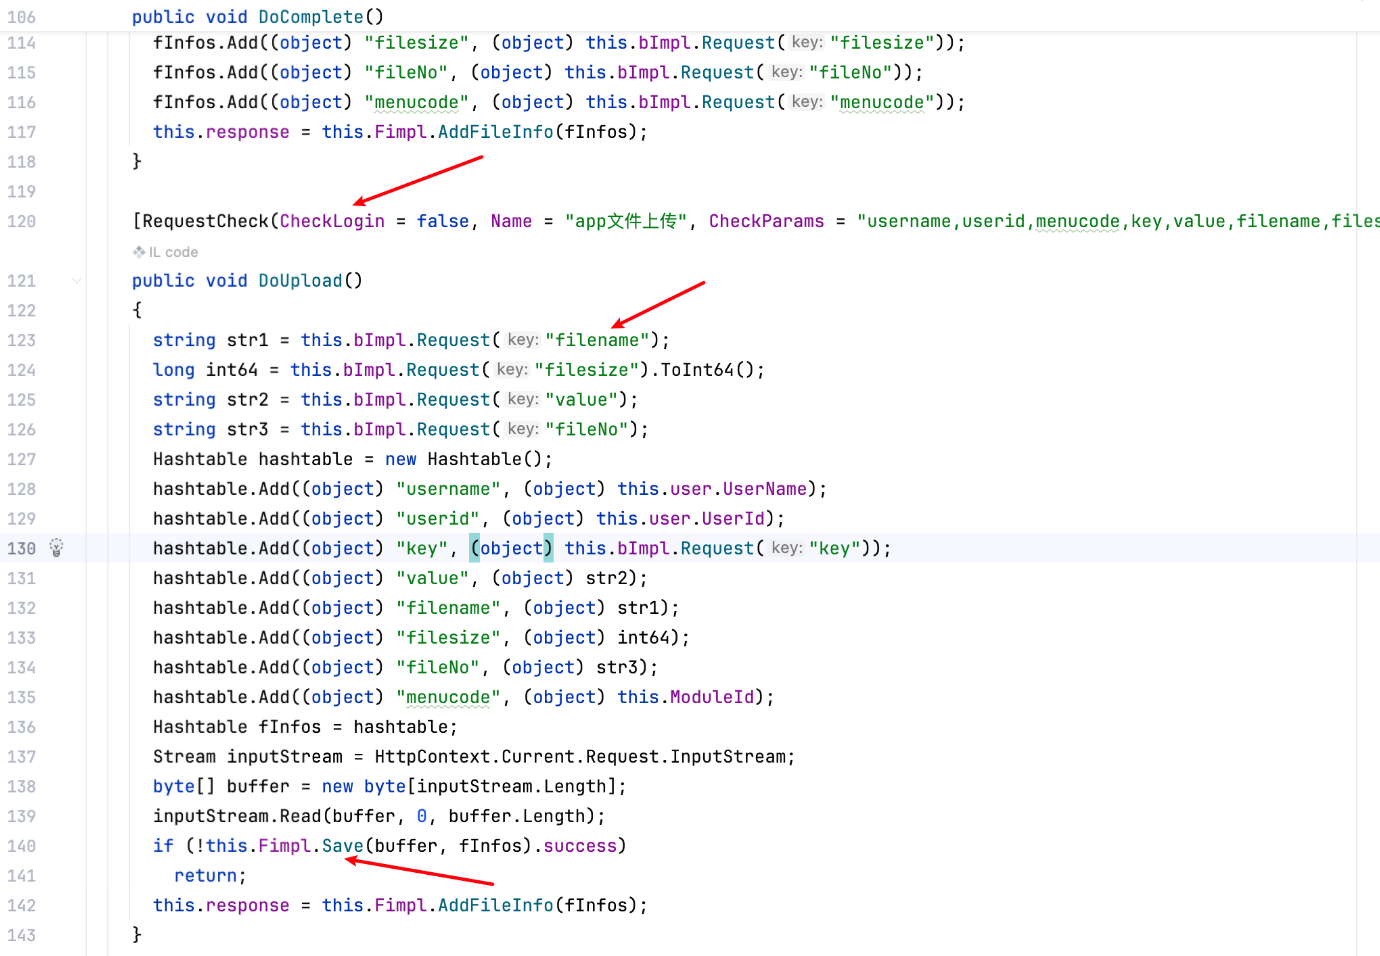 106 public void DoComplete()
114 fInfos.Add((object) "filesize", (object) this.bImpl.Request( key: "filesize"));
115 fInfos.Add((object) "fileNo", (object) this.bImpl.Request( key: "fileNo"));
116 fInfos.Add((object) "menucode", (object) this.bImpl.Request( key: "menucode"));
117 this.response = this.Fimpl.AddFileInfo(fInfos);
118 }
119
120 [RequestCheck(CheckLogin = false, Name = "app文件上传", CheckParams = "username,userid,menucode,key,value,filename,files
IL code
121 public void DoUpload()
122 {
123 string str1 = this.bImpl.Request( key: "filename");
124 long int64 = this.bImpl.Request( key: "filesize").ToInt64();
125 string str2 = this.bImpl.Request( key: "value");
126 string str3 = this.bImpl.Request( key: "fileNo");
127 Hashtable hashtable = new Hashtable();
128 hashtable.Add((object) "username", (object) this.user.UserName);
129 hashtable.Add((object) "userid", (object) this.user.UserId);
130 hashtable.Add((object) "key", (object) this.bImpl.Request( key: "key"));
131 hashtable.Add((object) "value", (object) str2);
132 hashtable.Add((object) "filename", (object) str1);
133 hashtable.Add((object) "filesize", (object) int64);
134 hashtable.Add((object) "fileNo", (object) str3);
135 hashtable.Add((object) "menucode", (object) this.ModuleId);
136 Hashtable fInfos = hashtable;
137 Stream inputStream = HttpContext.Current.Request.InputStream;
138 byte[] buffer = new byte[inputStream.Length];
139 inputStream.Read(buffer, 0, buffer.Length);
140 if (!this.Fimpl.Save(buffer, fInfos).success)
141 return;
142 this.response = this.Fimpl.AddFileInfo(fInfos);
143 }